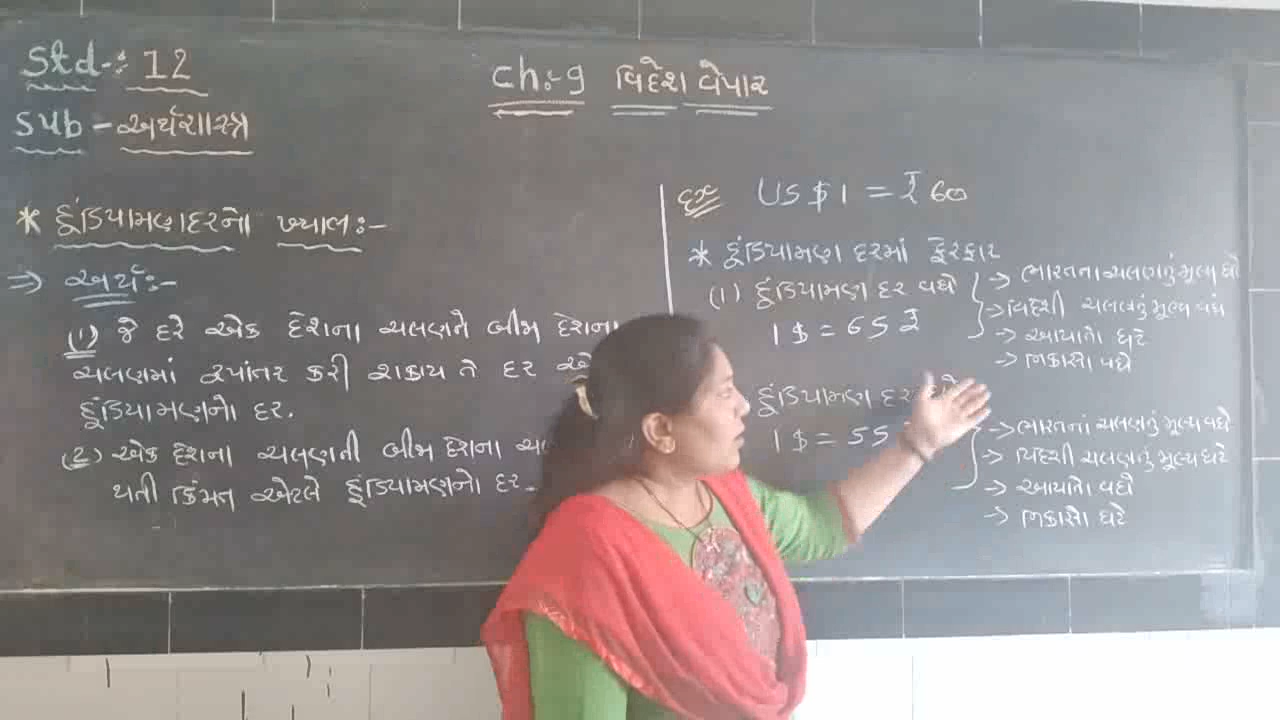 Std-: 12
Sub - અર્થશાસ્ત્ર
Ch:- 9 વિદેશ વેપાર
* હૂંડિયામણદરનો ખ્યાલ:-
⇒ અર્થ:-
(1) જે દરે એક દેશના ચલણને બીજા દેશના
ચલણમાં રૂપાંતર કરી શકાય તે દર
હૂંડિયામણનો દર.
(2) એક દેશના ચલણની બીજા દેશના
થતી કિંમત એટલે હૂંડિયામણનો દર.
દા.ત. US $ 1 = ₹ 60
* હૂંડિયામણ દરમાં ફેરફાર
(1) હૂંડિયામણ દર વધે
1 $ = 65 ₹
→ ભારતના ચલણનું મૂલ્ય ઘટે
→ વિદેશી ચલણનું મૂલ્ય વધે
→ આયાતો ઘટે
→ નિકાસો વધે
હૂંડિયામણ દર
1 $ = 55
→ ભારતનાં ચલણનું મૂલ્ય વધે
→ વિદેશી ચલણનું મૂલ્ય ઘટે
→ આયાતો વધે
→ નિકાસો ઘટે